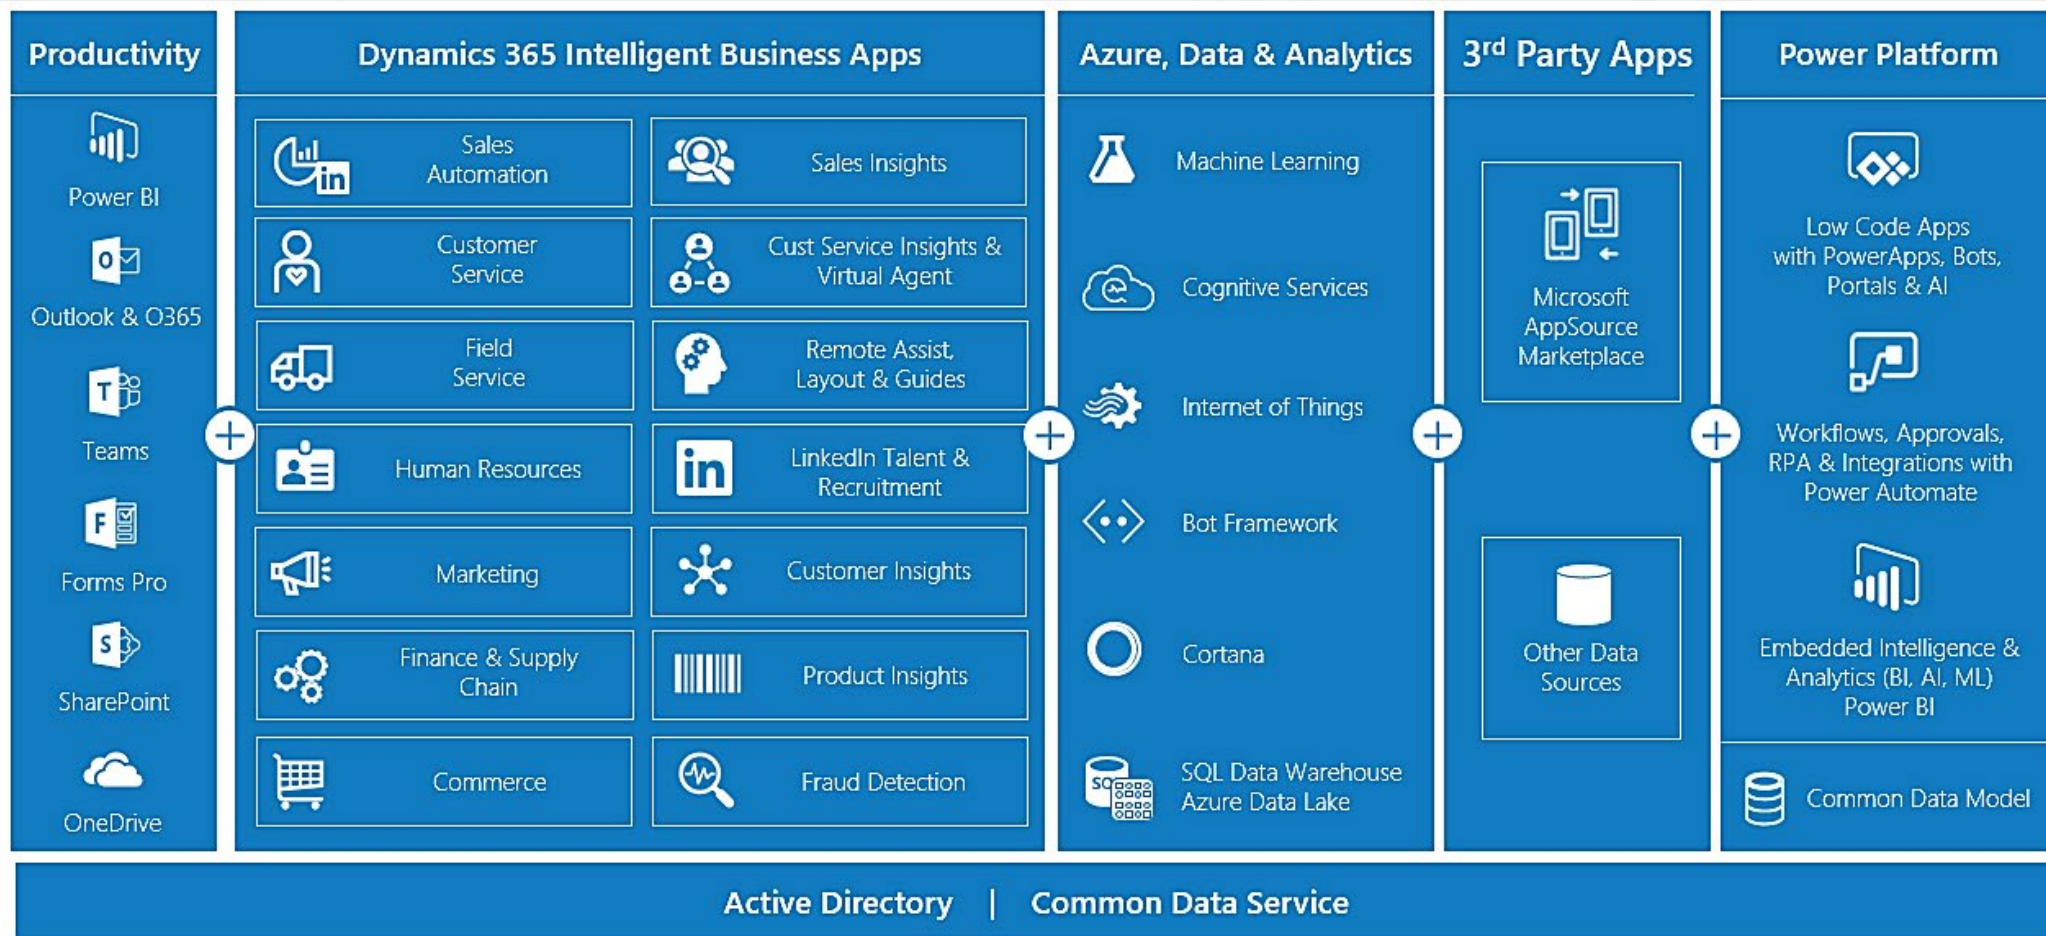 Productivity
Power BI
Outlook & O365
Teams
Forms Pro
SharePoint
OneDrive
Dynamics 365 Intelligent Business Apps
Sales
Automation
Sales Insights
Customer
Service
Cust Service Insights &
Virtual Agent
Field
Service
Remote Assist,
Layout & Guides
Human Resources
in
LinkedIn Talent &
Recruitment
Marketing
Customer Insights
Finance & Supply
Chain
Product Insights
Commerce
Fraud Detection
Azure, Data & Analytics
Machine Learning
Cognitive Services
Internet of Things
Bot Framework
Cortana
SQL Data Warehouse
Azure Data Lake
3rd Party Apps
Microsoft
AppSource
Marketplace
Other Data
Sources
Power Platform
Low Code Apps
with PowerApps, Bots,
Portals & AI
Workflows, Approvals,
RPA & Integrations with
Power Automate
Embedded Intelligence &
Analytics (BI, AI, ML)
Power BI
Common Data Model
Active Directory | Common Data Service